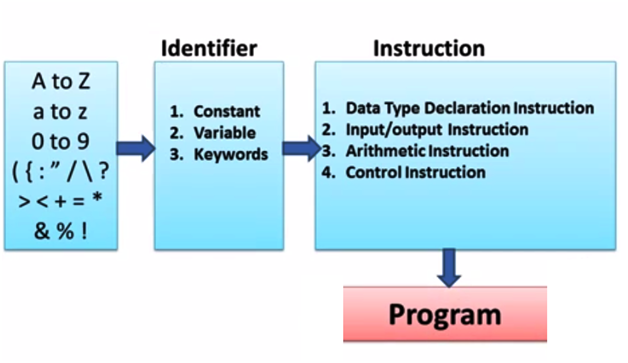 Identifier
Instruction
A to Z
a to z
0 to 9
( { : ” / \ ?
> < + = *
& % !
1. Constant
2. Variable
3. Keywords
1. Data Type Declaration Instruction
2. Input/output Instruction
3. Arithmetic Instruction
4. Control Instruction
Program